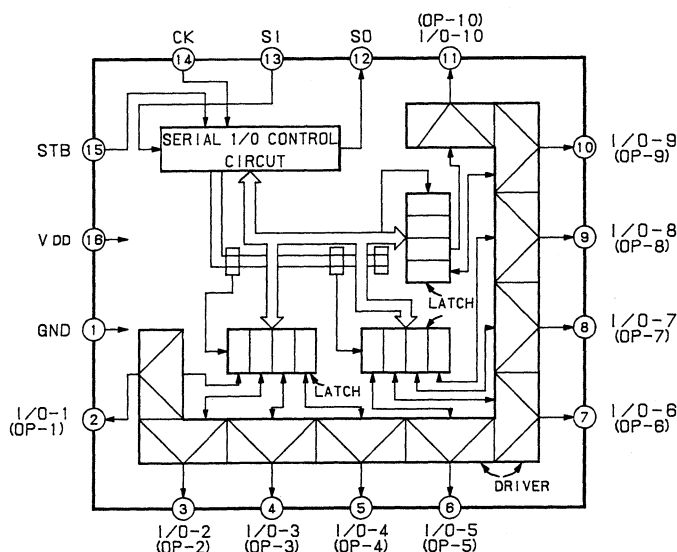 (OP-10)
CK SI SO I/O-10
14 13 12 11
SERIAL I/O CONTROL
CIRCUT
STB 15
10 I/O-9
(OP-9)
VDD 16
9 I/O-8
(OP-8)
LATCH
GND 1
8 I/O-7
(OP-7)
LATCH
I/O-1 2
(OP-1)
7 I/O-6
(OP-6)
DRIVER
3 4 5 6
I/O-2 I/O-3 I/O-4 I/O-5
(OP-2) (OP-3) (OP-4) (OP-5)